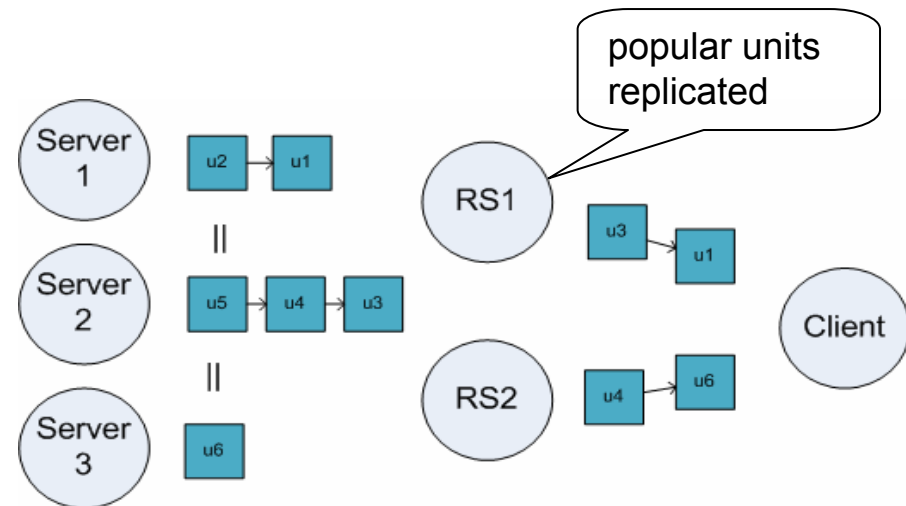 popular units
replicated
Server
1
u2
u1
RS1
u3
u1
||
Server
2
u5
u4
u3
Client
||
RS2
u4
u6
Server
3
u6